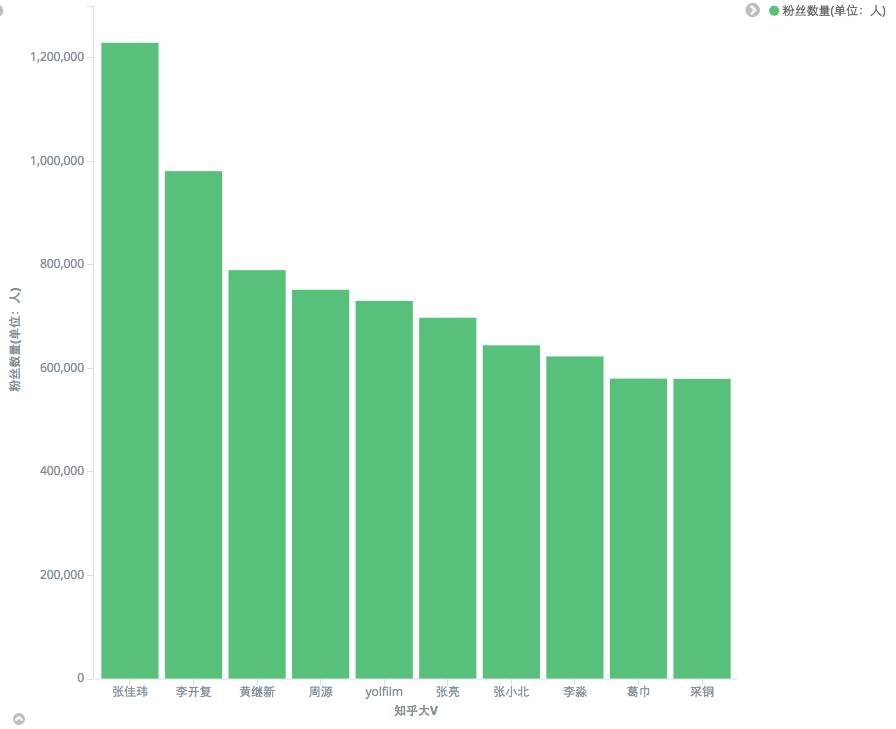 粉丝数量(单位：人)
1,200,000
1,000,000
800,000
600,000
400,000
200,000
0
粉丝数量(单位：人)
张佳玮 李开复 黄继新 周源 yolfilm 张亮 张小北 李淼 葛巾 采铜
知乎大V